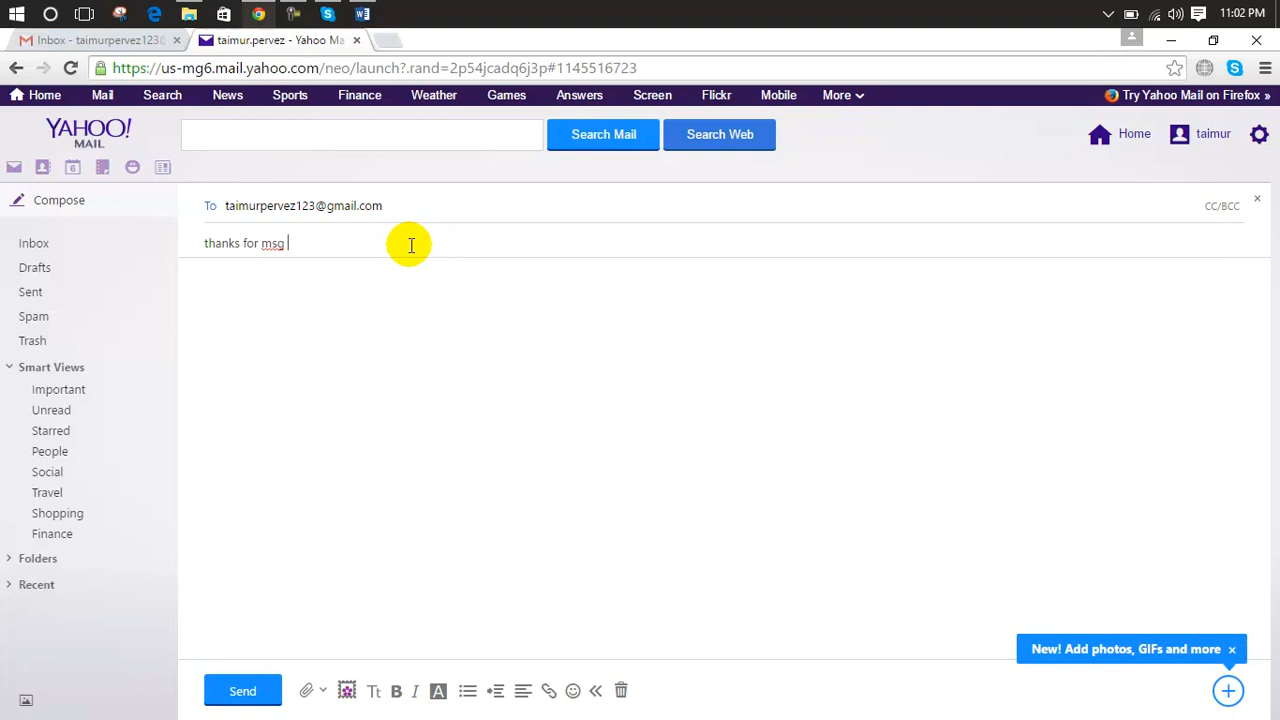 11:02 PM
Inbox - taimurpervez123@
taimur.pervez - Yahoo Ma
https://us-mg6.mail.yahoo.com/neo/launch?.rand=2p54jcadq6j3p#1145516723
Home Mail Search News Sports Finance Weather Games Answers Screen Flickr Mobile More Try Yahoo Mail on Firefox »
YAHOO!
MAIL
Search Mail Search Web Home taimur
6
Compose
To taimurpervez123@gmail.com CC/BCC
thanks for msg
Inbox
Drafts
Sent
Spam
Trash
Smart Views
Important
Unread
Starred
People
Social
Travel
Shopping
Finance
Folders
Recent
New! Add photos, GIFs and more
Send Tt B I A